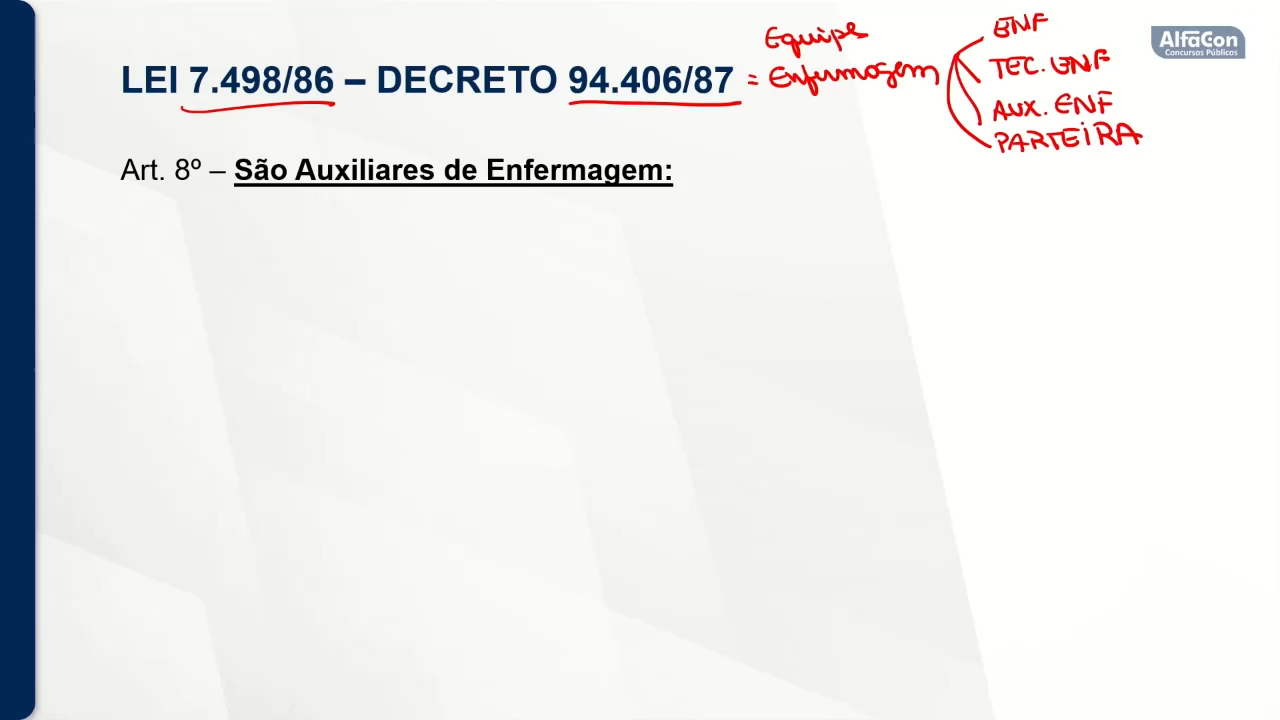 LEI 7.498/86 – DECRETO 94.406/87 = Equipe
Enfermagem
ENF
TEC. ENF
AUX. ENF
PARTEIRA
AlfaCon
Concursos Públicos
Art. 8º – São Auxiliares de Enfermagem: